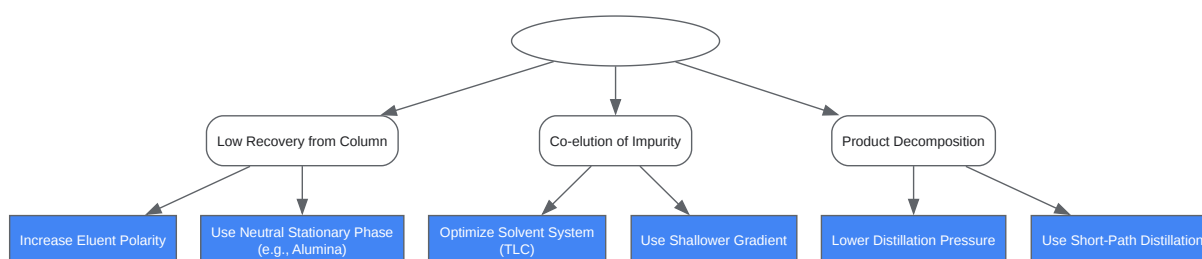 Low Recovery from Column
Co-elution of Impurity
Product Decomposition
Increase Eluent Polarity
Use Neutral Stationary Phase
(e.g., Alumina)
Optimize Solvent System
(TLC)
Use Shallower Gradient
Lower Distillation Pressure
Use Short-Path Distillation